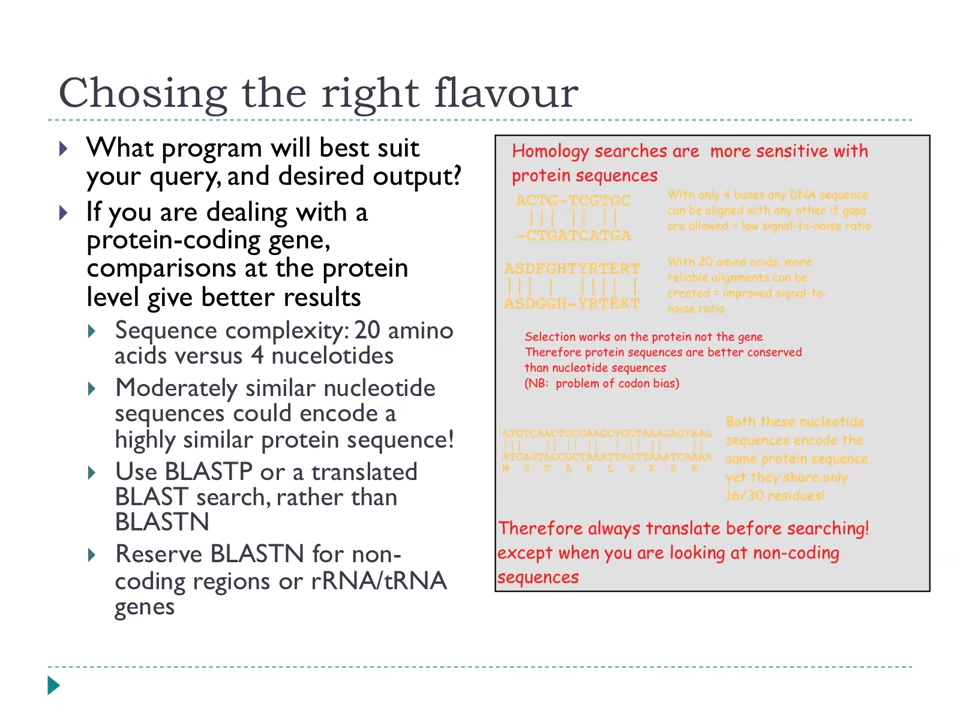 Chosing the right flavour
What program will best suit
your query, and desired output?
If you are dealing with a
protein-coding gene,
comparisons at the protein
level give better results
Sequence complexity: 20 amino
acids versus 4 nucelotides
Moderately similar nucleotide
sequences could encode a
highly similar protein sequence!
Use BLASTP or a translated
BLAST search, rather than
BLASTN
Reserve BLASTN for non-
coding regions or rRNA/tRNA
genes
Homology searches are more sensitive with
protein sequences
ACTG-TCGTGC
-CTGATCATGA
With only 4 bases any DNA sequence
can be aligned with any other if gaps
are allowed = low signal-to-noise ratio
ASDFGHTYRTERT
ASDGGH-YRTEKT
With 20 amino acids, more
reliable alignments can be
created = improved signal-to-
noise ratio
Selection works on the protein not the gene
Therefore protein sequences are better conserved
than nucleotide sequences
(NB: problem of codon bias)
ATGTCAACTGCGAAGCTGGTAAAGAGTAAG
ATGAGTACCGCTAAATTAGTTAAATCAAAA
M S T A K L V K S K
Both these nucleotide
sequences encode the
same protein sequence,
yet they share only
16/30 residues!
Therefore always translate before searching!
except when you are looking at non-coding
sequences